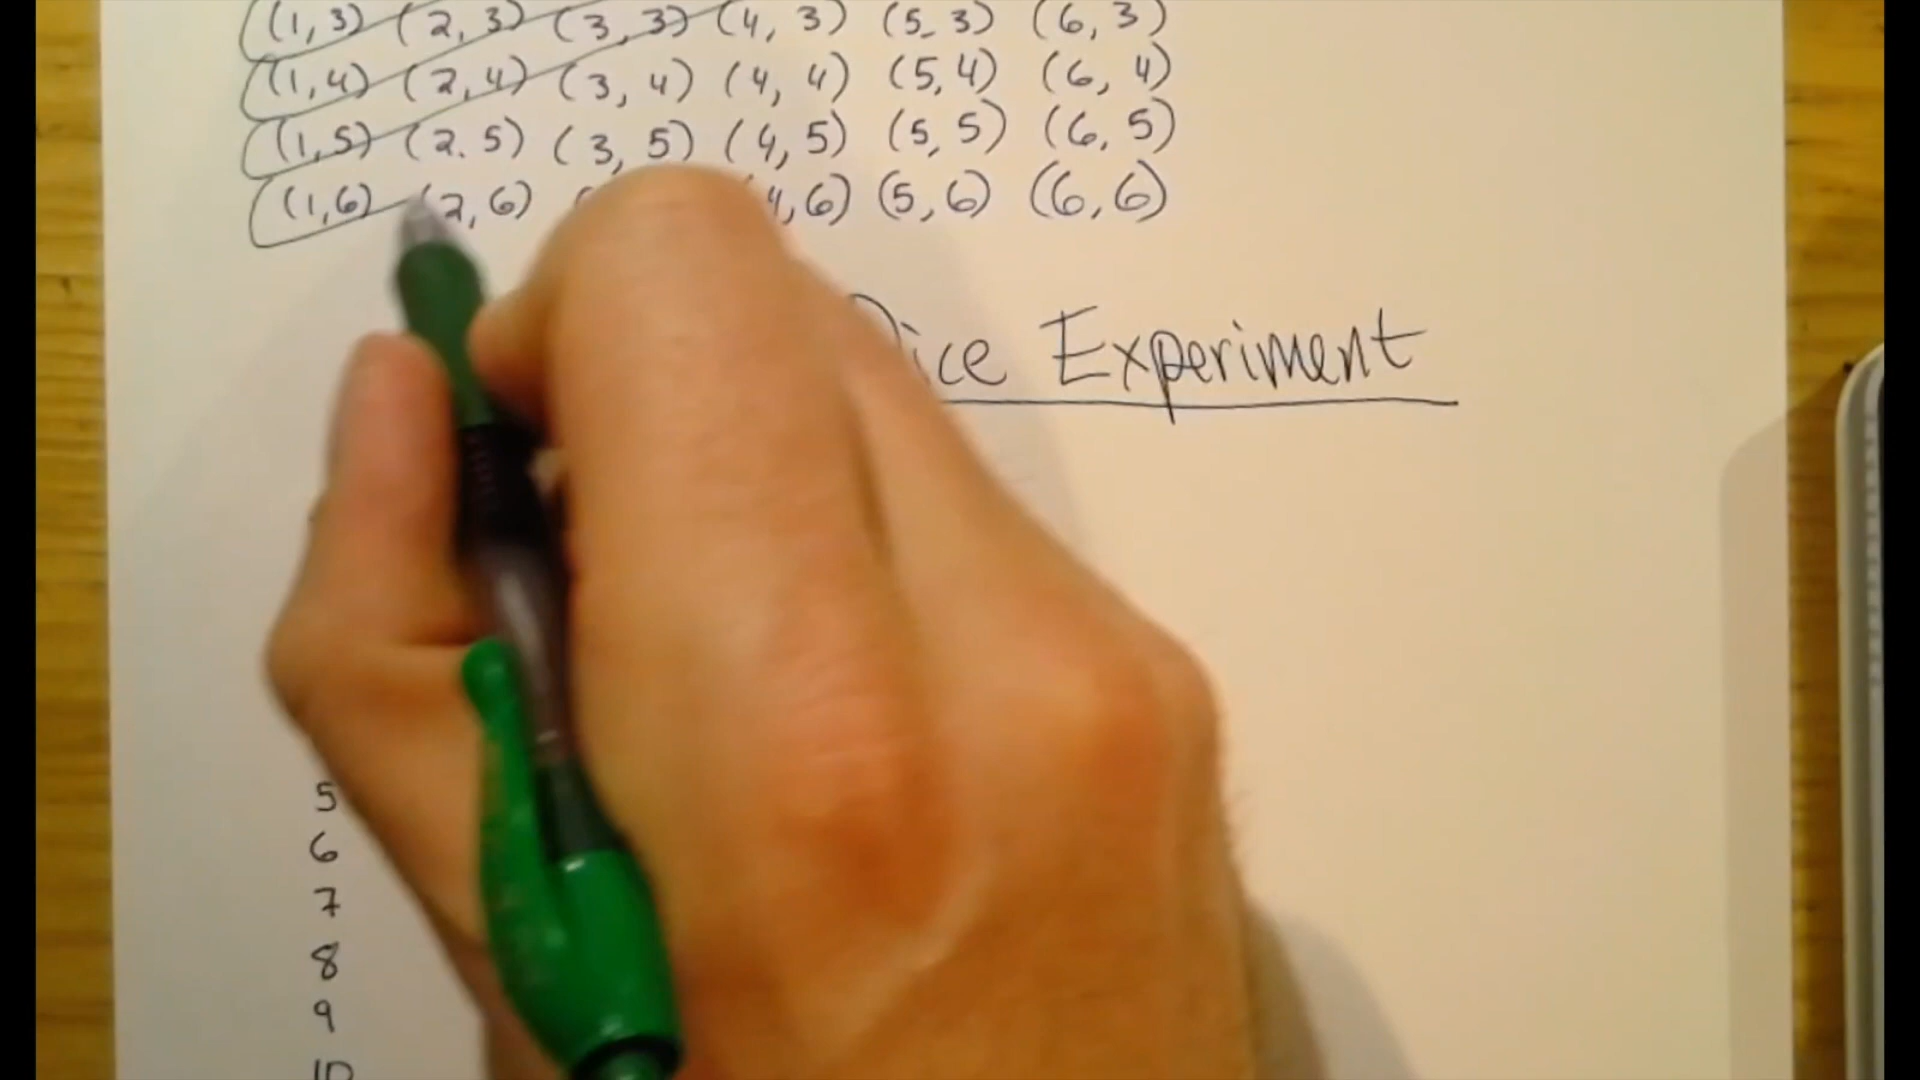 (1,3) (2,3) (3,3) (4,3) (5,3) (6,3)
(1,4) (2,4) (3,4) (4,4) (5,4) (6,4)
(1,5) (2.5) (3,5) (4,5) (5,5) (6,5)
(1,6) (2,6) 4,6) (5,6) (6,6)
Experiment
5
6
7
8
9
10